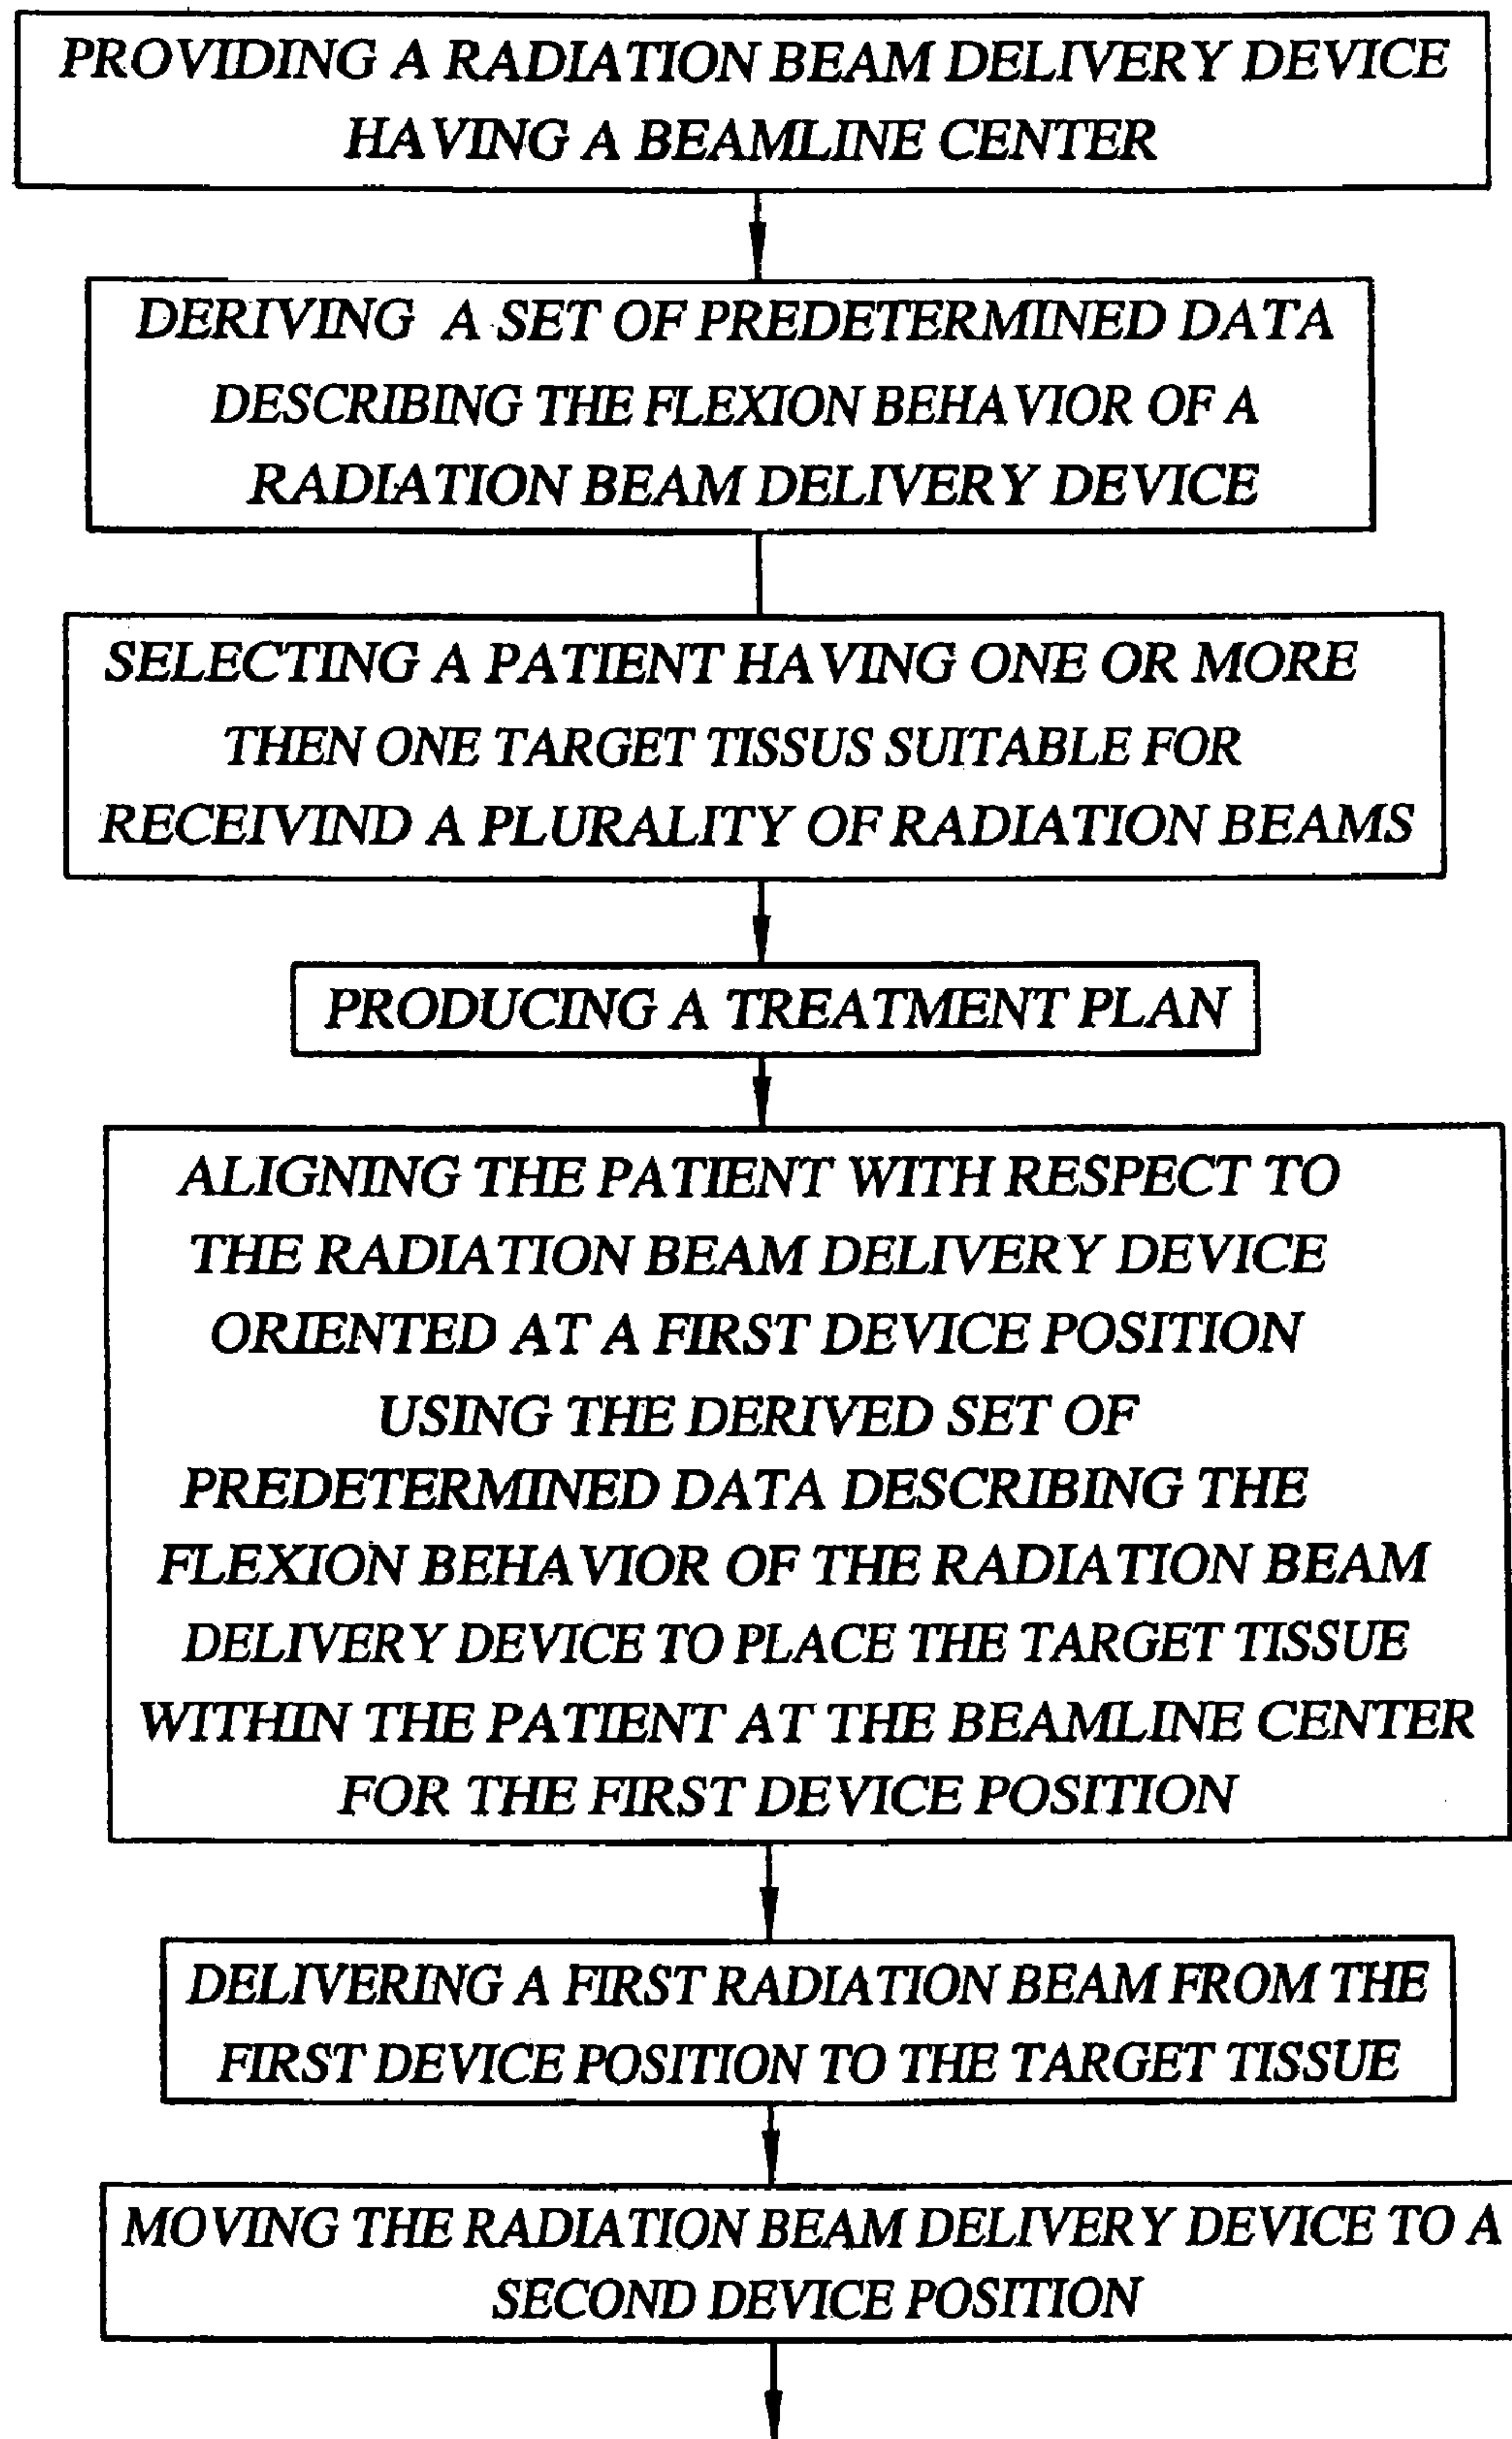 PROVIDING A RADIATION BEAM DELIVERY DEVICE
HAVING A BEAMLINE CENTER
DERIVING A SET OF PREDETERMINED DATA
DESCRIBING THE FLEXION BEHAVIOR OF A
RADIATION BEAM DELIVERY DEVICE
SELECTING A PATIENT HAVING ONE OR MORE
THEN ONE TARGET TISSUS SUITABLE FOR
RECEIVIND A PLURALITY OF RADIATION BEAMS
PRODUCING A TREATMENT PLAN
ALIGNING THE PATIENT WITH RESPECT TO
THE RADIATION BEAM DELIVERY DEVICE
ORIENTED AT A FIRST DEVICE POSITION
USING THE DERIVED SET OF
PREDETERMINED DATA DESCRIBING THE
FLEXION BEHAVIOR OF THE RADIATION BEAM
DELIVERY DEVICE TO PLACE THE TARGET TISSUE
WITHIN THE PATIENT AT THE BEAMLINE CENTER
FOR THE FIRST DEVICE POSITION
DELIVERING A FIRST RADIATION BEAM FROM THE
FIRST DEVICE POSITION TO THE TARGET TISSUE
MOVING THE RADIATION BEAM DELIVERY DEVICE TO A
SECOND DEVICE POSITION